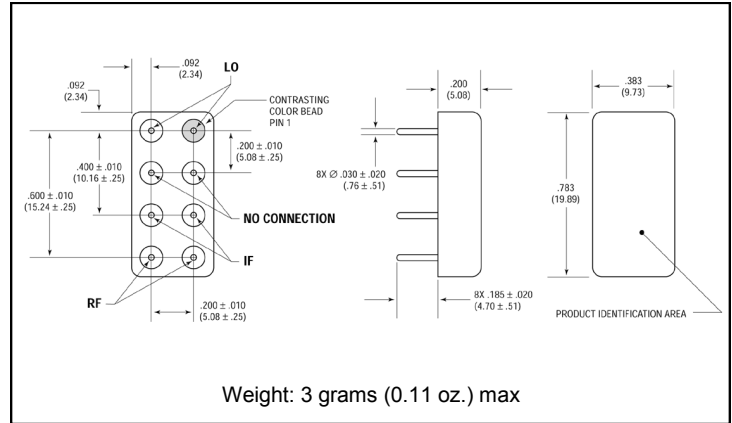 .092
(2.34)
LO
.092
(2.34)
CONTRASTING
COLOR BEAD
PIN 1
.200 ± .010
(5.08 ± .25)
.400 ± .010
(10.16 ± .25)
.600 ± .010
(15.24 ± .25)
NO CONNECTION
IF
RF
.200 ± .010
(5.08 ± .25)
.200
(5.08)
8X Ø .030 ± .020
(.76 ± .51)
8X .185 ± .020
(4.70 ± .51)
.383
(9.73)
.783
(19.89)
PRODUCT IDENTIFICATION AREA
Weight: 3 grams (0.11 oz.) max